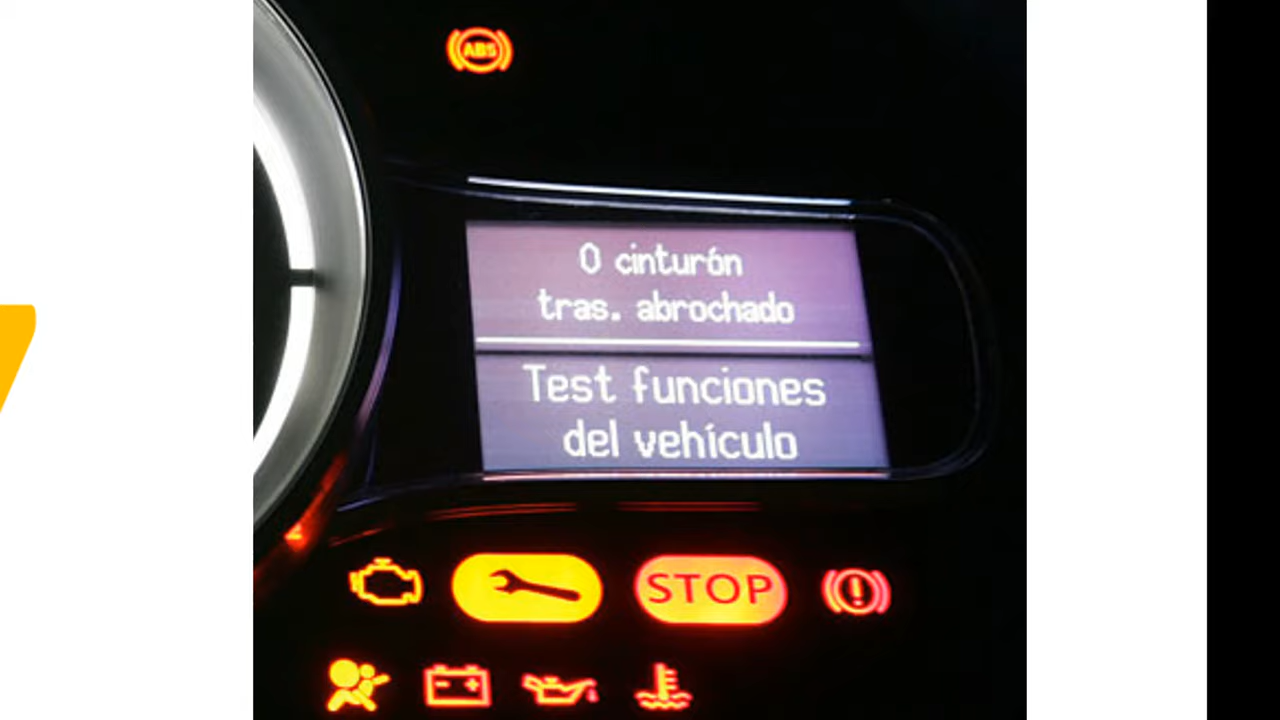 ABS
0 cinturón
tras. abrochado
Test funciones
del vehículo
STOP